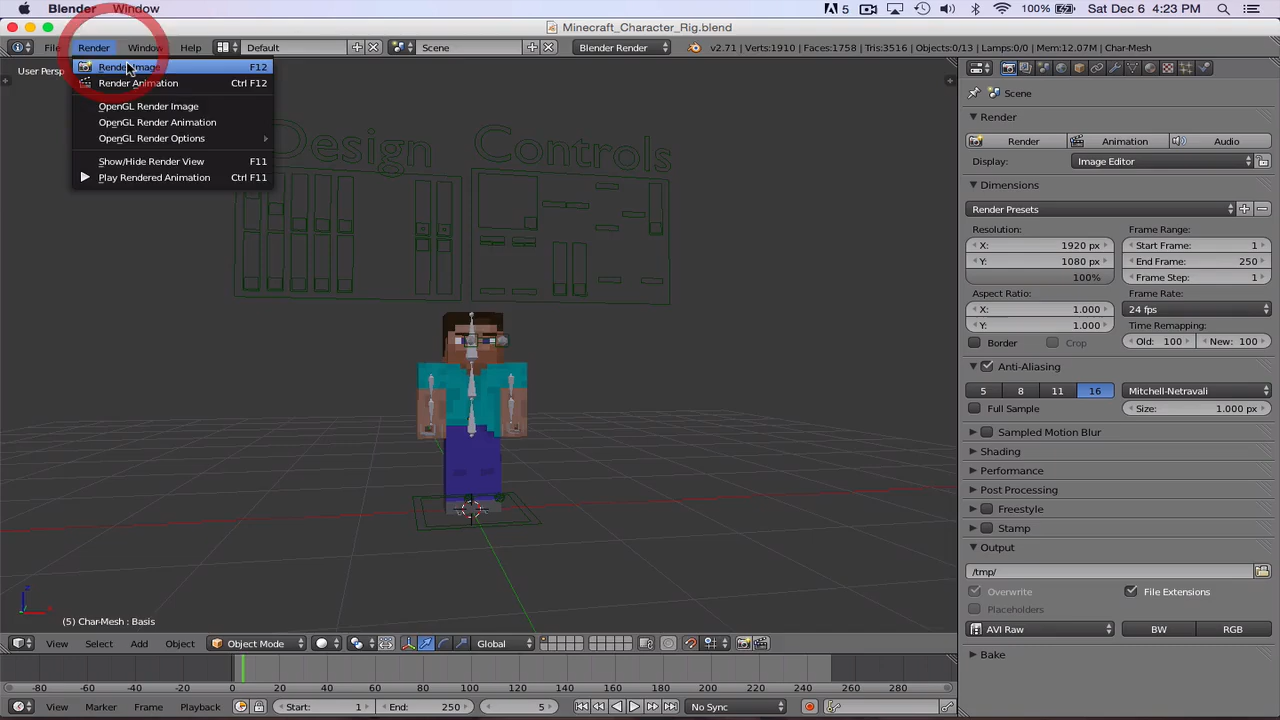 Blender Window 5 100% Sat Dec 6 4:23 PM
Minecraft_Character_Rig.blend
File Render Window Help Default Scene Blender Render v2.71 | Verts:1910 | Faces:1758 | Tris:3516 | Objects:0/13 | Lamps:0/0 | Mem:12.07M | Char-Mesh
User Persp
Render Image F12
Render Animation Ctrl F12
OpenGL Render Image
OpenGL Render Animation
OpenGL Render Options
Show/Hide Render View F11
Play Rendered Animation Ctrl F11
Design Controls
(5) Char-Mesh : Basis
Scene
Render
Render Animation Audio
Display: Image Editor
Dimensions
Render Presets
Resolution: Frame Range:
X: 1920 px Start Frame: 1
Y: 1080 px End Frame: 250
100% Frame Step: 1
Aspect Ratio: Frame Rate:
X: 1.000 24 fps
Y: 1.000 Time Remapping:
Border Crop Old: 100 New: 100
Anti-Aliasing
5 8 11 16 Mitchell-Netravali
Full Sample Size: 1.000 px
Sampled Motion Blur
Shading
Performance
Post Processing
Freestyle
Stamp
Output
/tmp/
Overwrite File Extensions
Placeholders
AVI Raw BW RGB
Bake
View Select Add Object Object Mode Global
-80 -60 -40 -20 0 20 40 60 80 100 120 140 160 180 200 220 240 260 280
View Marker Frame Playback Start: 1 End: 250 5 No Sync